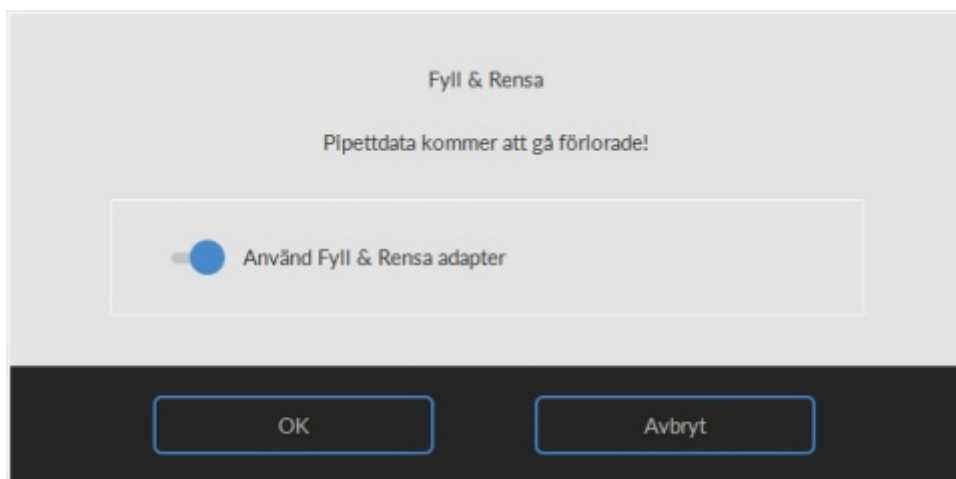 Fyll & Rensa
Pipettdata kommer att gå förlorade!
Använd Fyll & Rensa adapter
OK
Avbryt